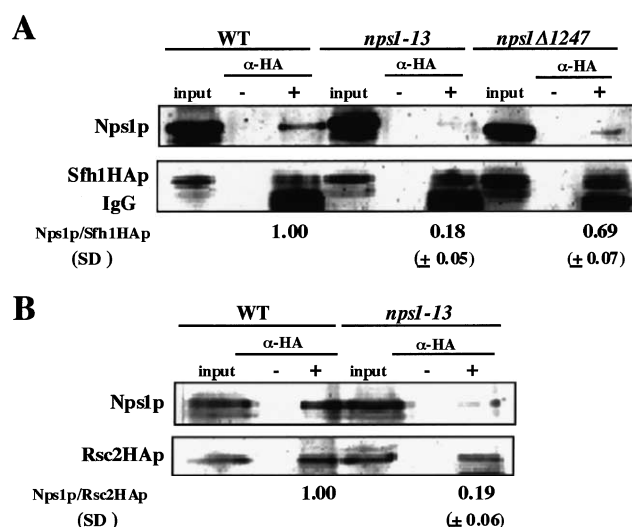 A
WT nps1-13 nps1Δ1247
α-HA α-HA α-HA
input - + input - + input - +
Nps1p
Sfh1HAp
IgG
Nps1p/Sfh1HAp 1.00 0.18 0.69
(SD ) (± 0.05) (± 0.07)
B
WT nps1-13
α-HA α-HA
input - + input - +
Nps1p
Rsc2HAp
Nps1p/Rsc2HAp 1.00 0.19
(SD ) (± 0.06)